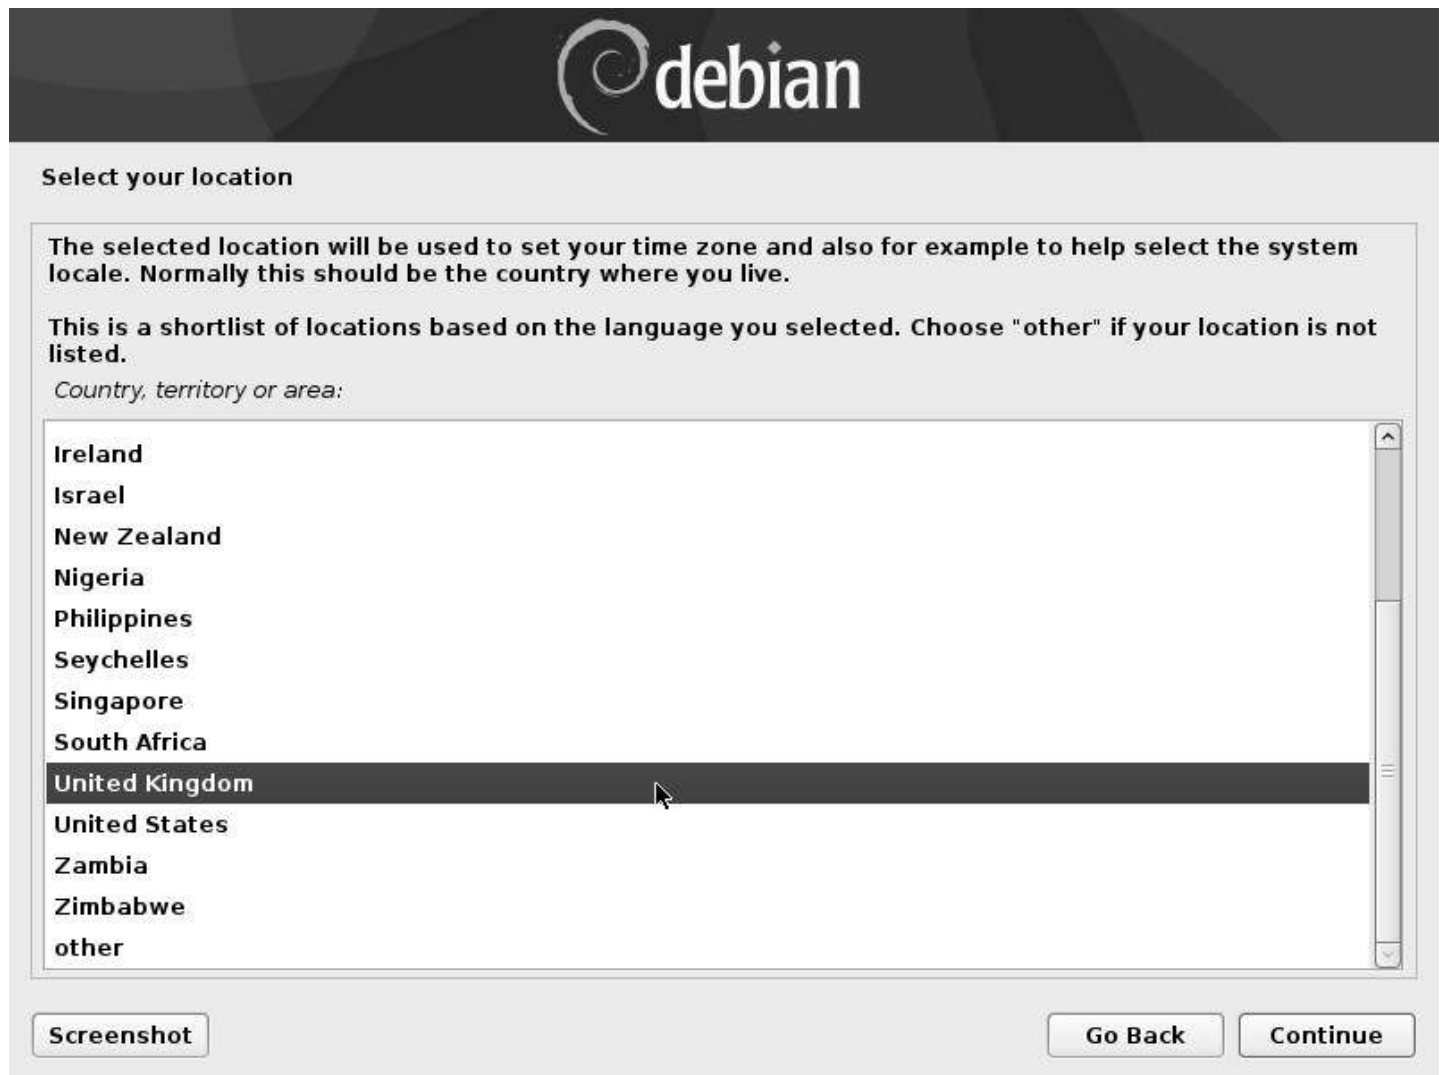 debian
Select your location
The selected location will be used to set your time zone and also for example to help select the system
locale. Normally this should be the country where you live.
This is a shortlist of locations based on the language you selected. Choose "other" if your location is not
listed.
Country, territory or area:
Ireland
Israel
New Zealand
Nigeria
Philippines
Seychelles
Singapore
South Africa
United Kingdom
United States
Zambia
Zimbabwe
other
Screenshot
Go Back
Continue